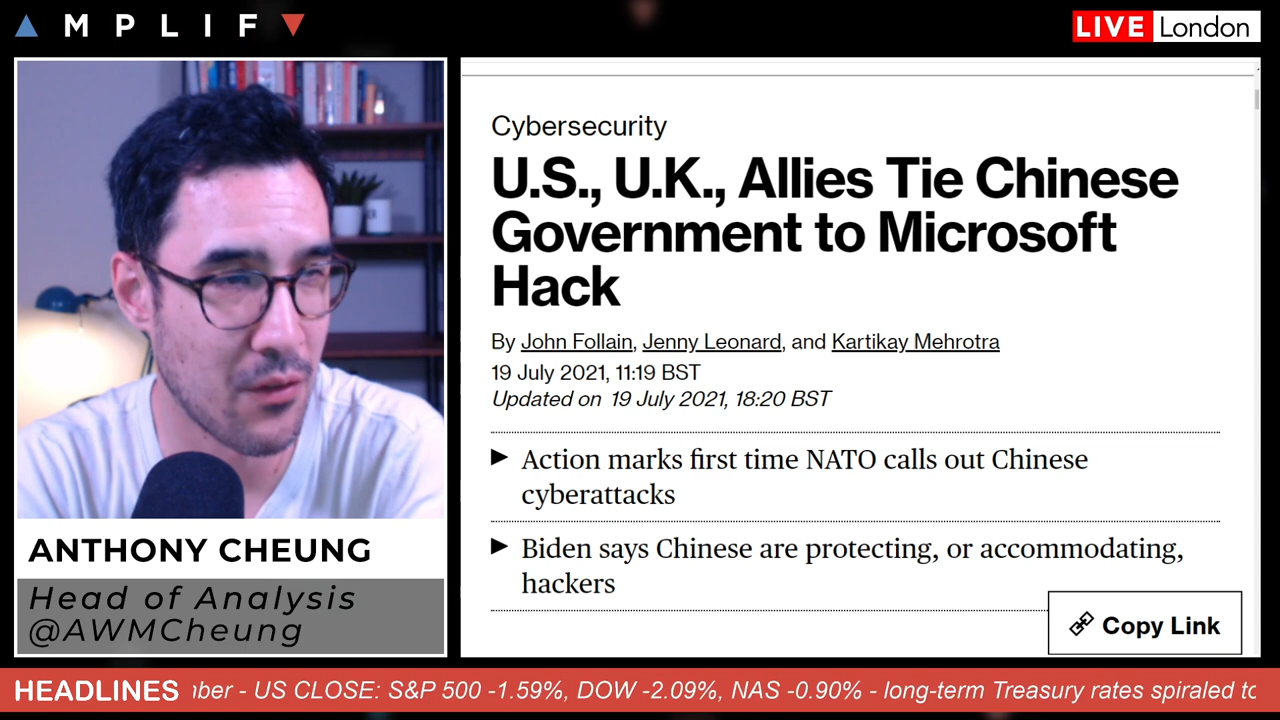 MPLIF
LIVE London
Cybersecurity
U.S., U.K., Allies Tie Chinese
Government to Microsoft
Hack
By John Follain, Jenny Leonard, and Kartikay Mehrotra
19 July 2021, 11:19 BST
Updated on 19 July 2021, 18:20 BST
Action marks first time NATO calls out Chinese
cyberattacks
Biden says Chinese are protecting, or accommodating,
hackers
Copy Link
ANTHONY CHEUNG
Head of Analysis
@AWMCheung
HEADLINES ber - US CLOSE: S&P 500 -1.59%, DOW -2.09%, NAS -0.90% - long-term Treasury rates spiraled to